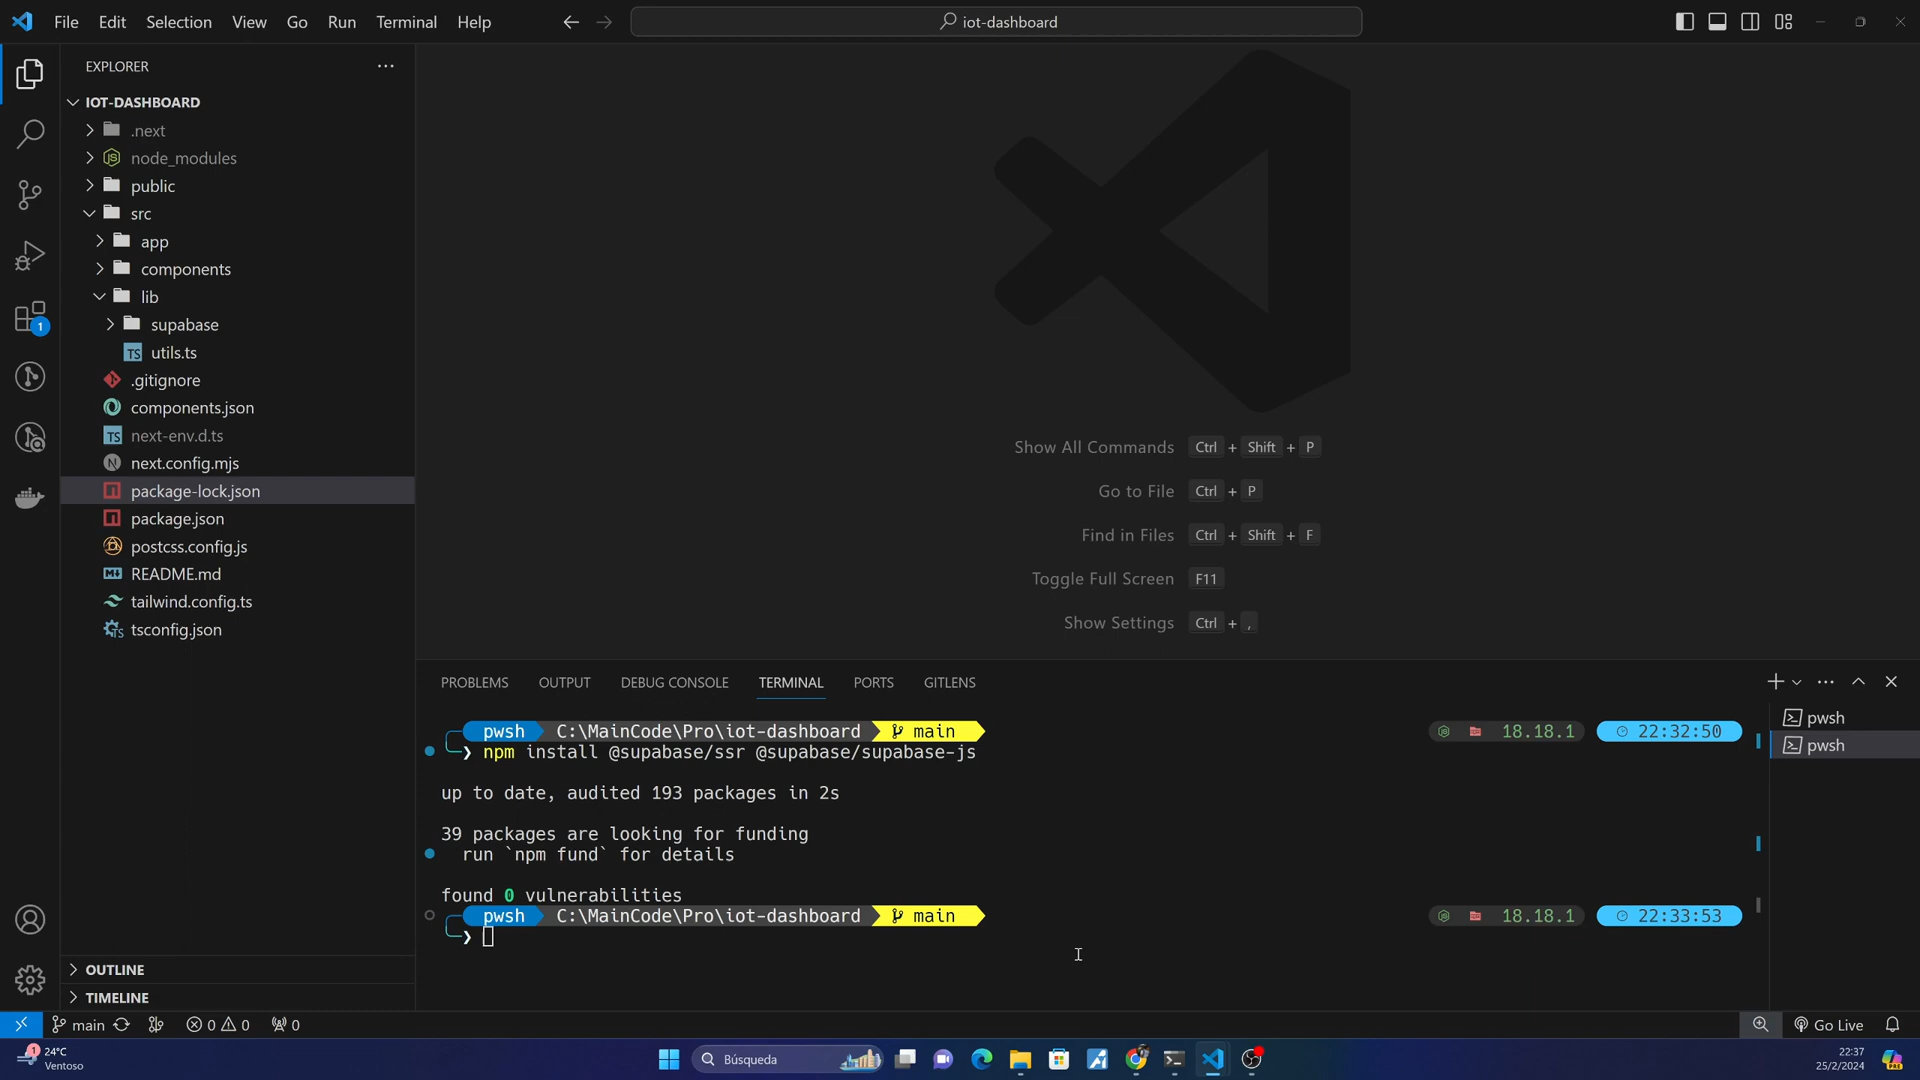 File Edit Selection View Go Run Terminal Help
iot-dashboard
EXPLORER
IOT-DASHBOARD
.next
node_modules
public
src
app
components
lib
supabase
TS utils.ts
.gitignore
components.json
TS next-env.d.ts
N next.config.mjs
package-lock.json
package.json
postcss.config.js
README.md
tailwind.config.ts
TS tsconfig.json
OUTLINE
TIMELINE
1
Show All Commands Ctrl + Shift + P
Go to File Ctrl + P
Find in Files Ctrl + Shift + F
Toggle Full Screen F11
Show Settings Ctrl + ,
PROBLEMS OUTPUT DEBUG CONSOLE TERMINAL PORTS GITLENS
pwsh C:\MainCode\Pro\iot-dashboard main 18.18.1 22:32:50
❯ npm install @supabase/ssr @supabase/supabase-js
up to date, audited 193 packages in 2s
39 packages are looking for funding
run `npm fund` for details
found 0 vulnerabilities
pwsh C:\MainCode\Pro\iot-dashboard main 18.18.1 22:33:53
❯
pwsh
pwsh
main 0 0 0 Go Live
1
24°C
Ventoso
Búsqueda
22:37
25/2/2024
PRE